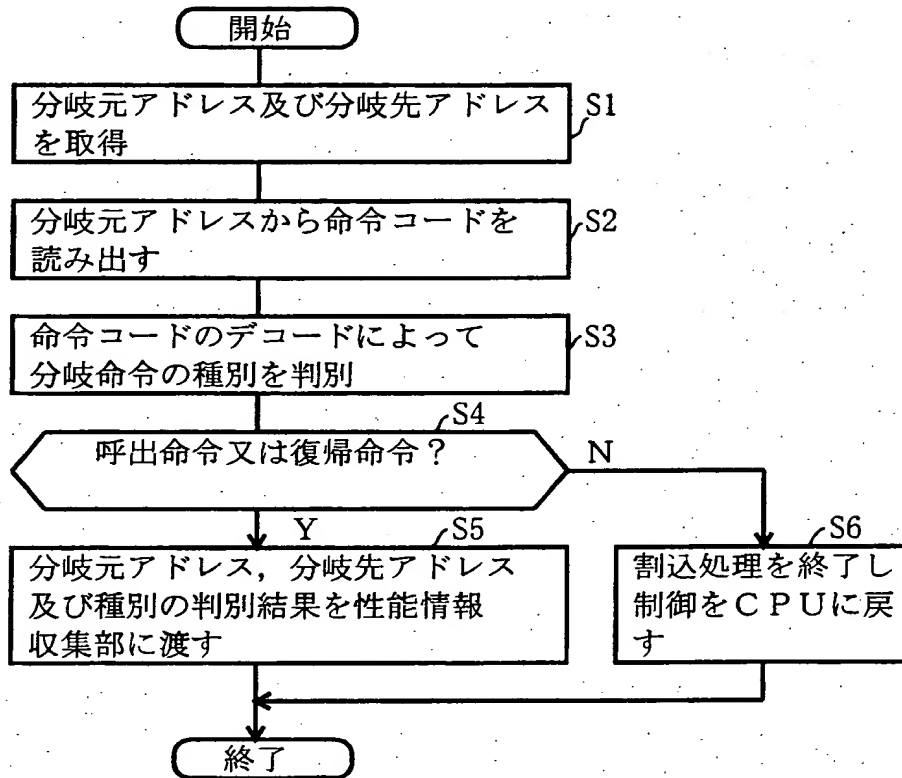 開始
分岐元アドレス及び分岐先アドレス
を取得
S1
分岐元アドレスから命令コードを
読み出す
S2
命令コードのデコードによって
分岐命令の種別を判別
S3
S4
呼出命令又は復帰命令？
N
Y
S5
分岐元アドレス，分岐先アドレス
及び種別の判別結果を性能情報
収集部に渡す
S6
割込処理を終了し
制御をＣＰＵに戻
す
終了